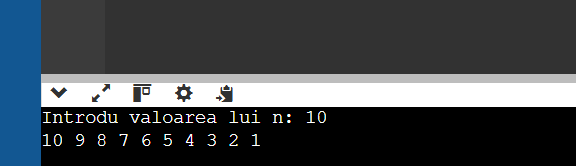 Introdu valoarea lui n: 10
10 9 8 7 6 5 4 3 2 1